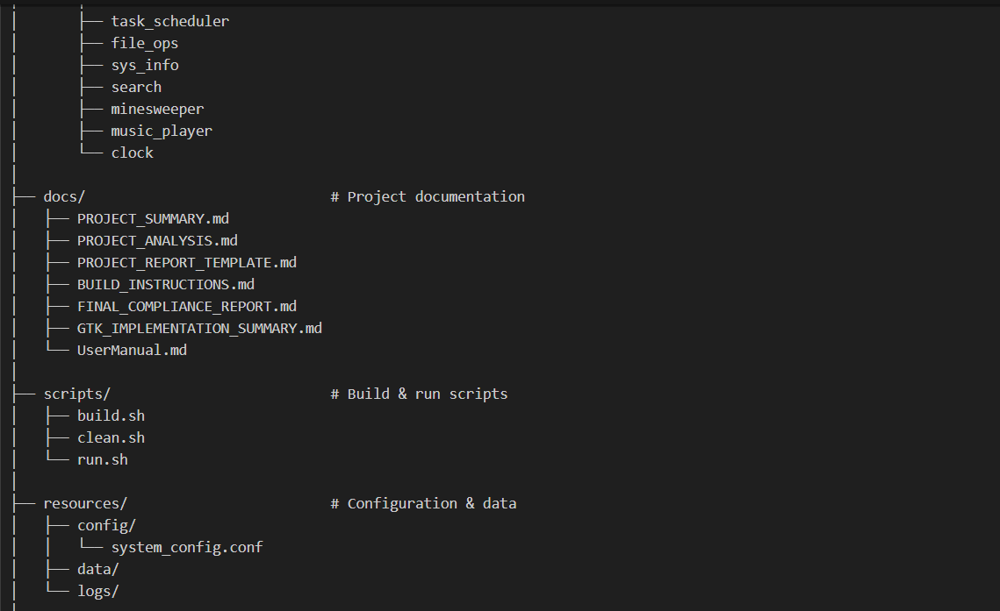 │       ├── task_scheduler
│       ├── file_ops
│       ├── sys_info
│       ├── search
│       ├── minesweeper
│       ├── music_player
│       └── clock
│
├── docs/                             # Project documentation
│   ├── PROJECT_SUMMARY.md
│   ├── PROJECT_ANALYSIS.md
│   ├── PROJECT_REPORT_TEMPLATE.md
│   ├── BUILD_INSTRUCTIONS.md
│   ├── FINAL_COMPLIANCE_REPORT.md
│   ├── GTK_IMPLEMENTATION_SUMMARY.md
│   └── UserManual.md
│
├── scripts/                          # Build & run scripts
│   ├── build.sh
│   ├── clean.sh
│   └── run.sh
│
├── resources/                        # Configuration & data
│   ├── config/
│   │   └── system_config.conf
│   ├── data/
│   └── logs/